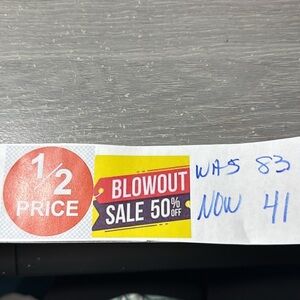 1/2
PRICE
BLOWOUT
SALE 50% OFF
WAS 83
NOW 41